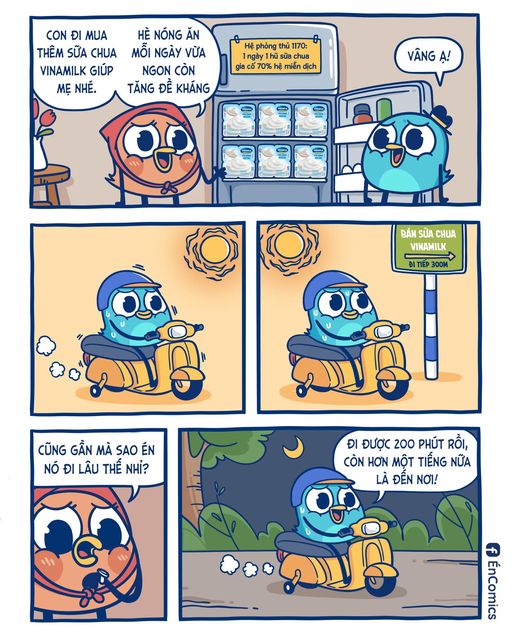 CON ĐI MUA
THÊM SỮA CHUA
VINAMILK GIÚP
MẸ NHÉ.
HÈ NÓNG ĂN
MỖI NGÀY VỪA
NGON CÒN
TĂNG ĐỀ KHÁNG
Hệ phòng thủ 1170:
1 ngày 1 hũ sữa chua
gia cố 70% hệ miễn dịch
VÂNG Ạ!
BÁN SỮA CHUA
VINAMILK
ĐI TIẾP 300M
CŨNG GẦN MÀ SAO ÉN
NÓ ĐI LÂU THẾ NHỈ?
ĐI ĐƯỢC 200 PHÚT RỒI,
CÒN HƠN MỘT TIẾNG NỮA
LÀ ĐẾN NƠI!
f ÉnComics